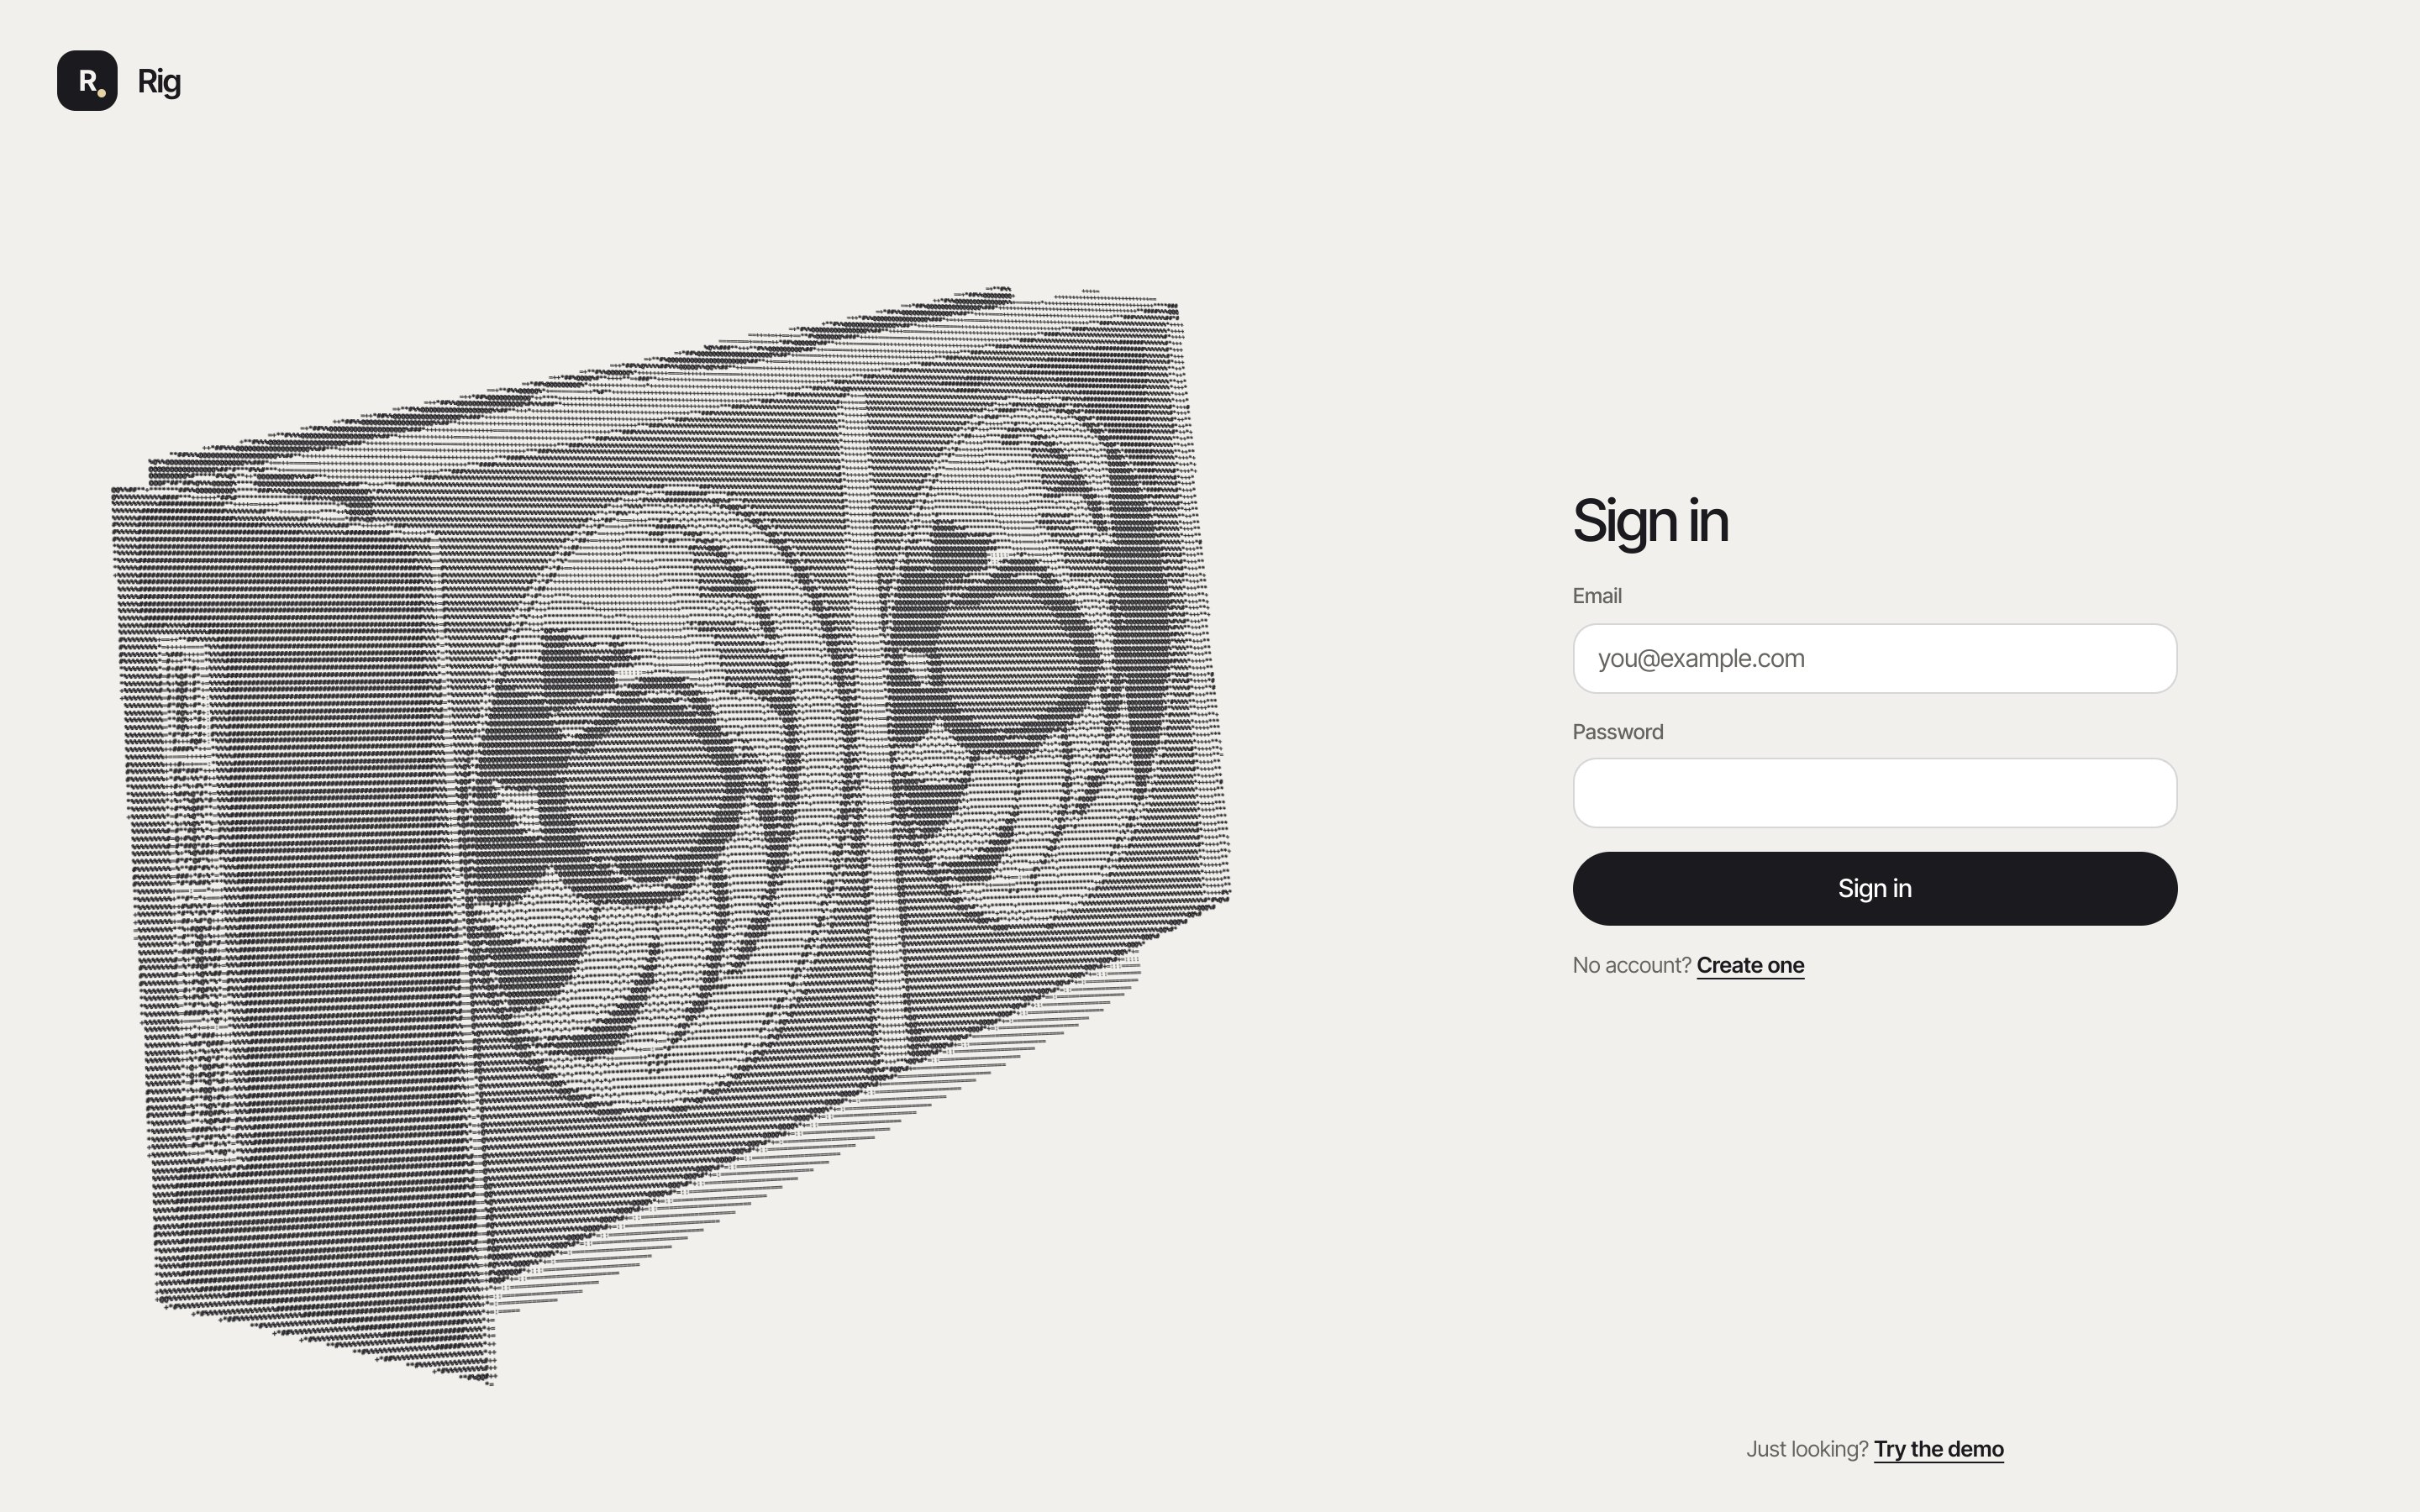 R.
Rig
Sign in
Email
you@example.com
Password
Sign in
No account? Create one
Just looking? Try the demo